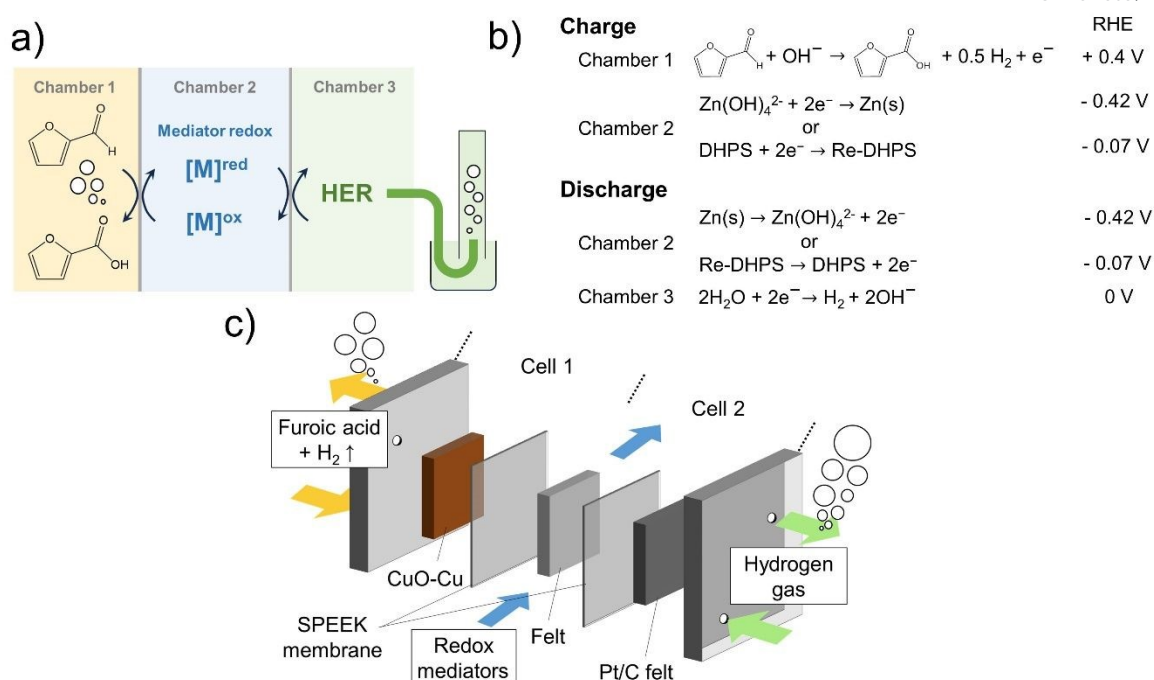 a)
Chamber 1
Chamber 2
Chamber 3
O
O
H
O
O
OH
Mediator redox
[M]red
[M]ox
HER
b)
Charge
RHE
Chamber 1
O
O
H
+ OH⁻ →
O
O
OH
+ 0.5 H₂ + e⁻
+ 0.4 V
Chamber 2
Zn(OH)₄²⁻ + 2e⁻ → Zn(s)
- 0.42 V
or
DHPS + 2e⁻ → Re-DHPS
- 0.07 V
Discharge
Chamber 2
Zn(s) → Zn(OH)₄²⁻ + 2e⁻
- 0.42 V
or
Re-DHPS → DHPS + 2e⁻
- 0.07 V
Chamber 3
2H₂O + 2e⁻ → H₂ + 2OH⁻
0 V
c)
Cell 1
Cell 2
Furoic acid
+ H₂ ↑
CuO-Cu
SPEEK
membrane
Redox
mediators
Felt
Pt/C felt
Hydrogen
gas